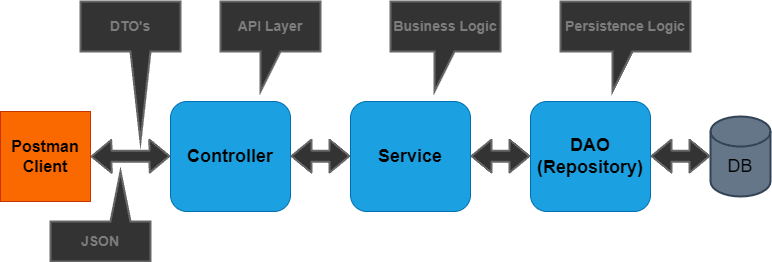 DTO's
API Layer
Business Logic
Persistence Logic
Postman
Client
Controller
Service
DAO
(Repository)
DB
JSON